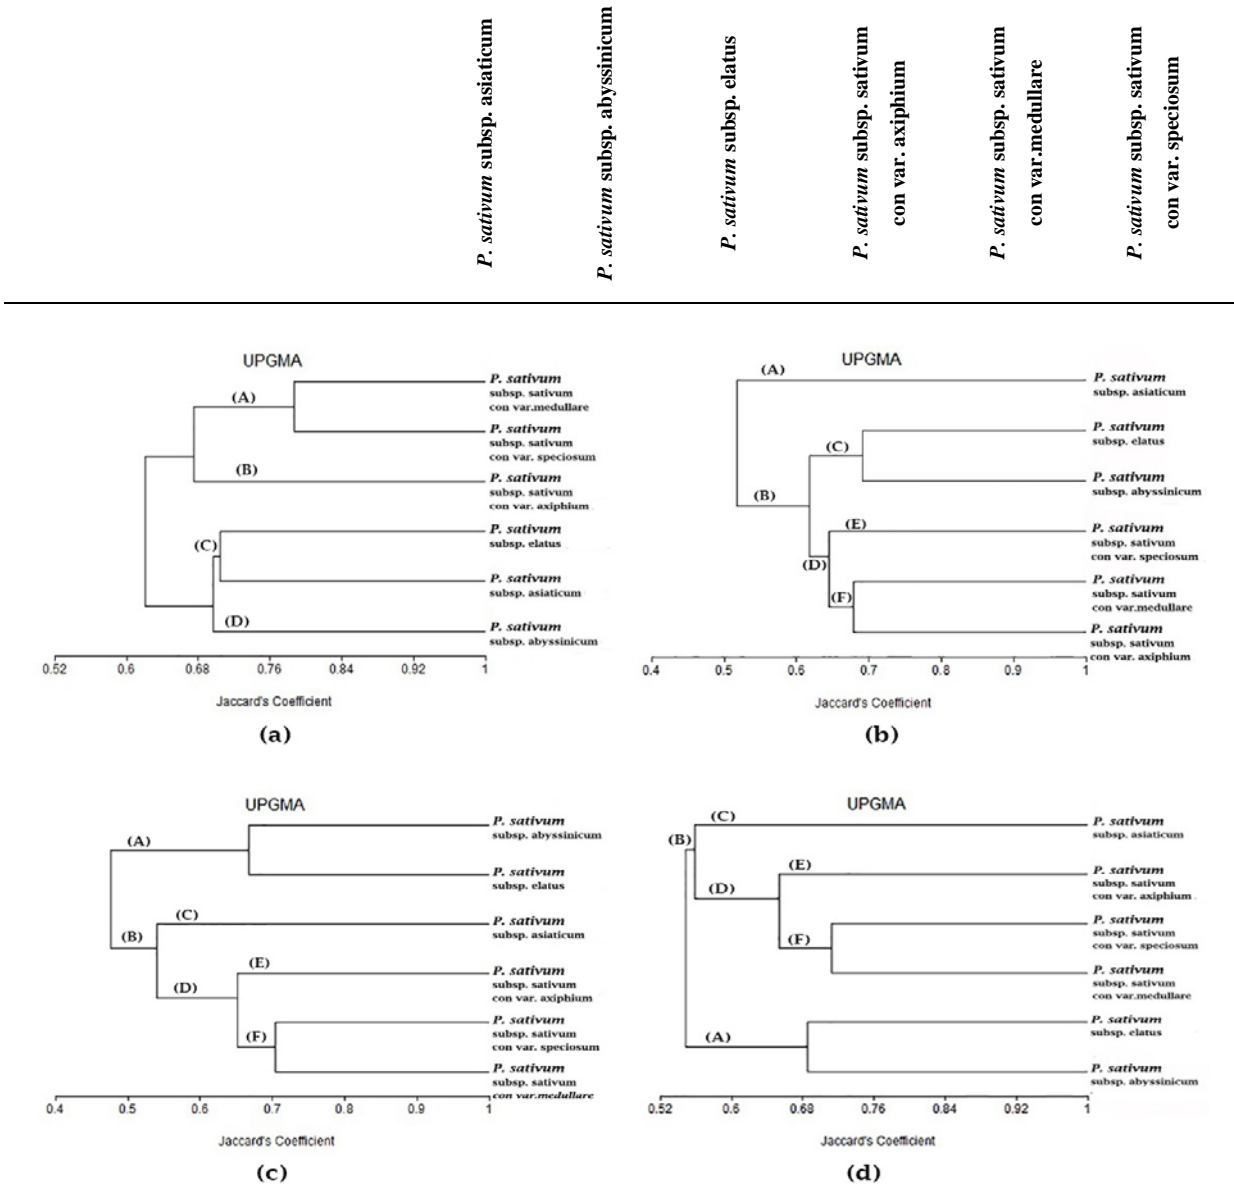 P. sativum subsp. asiaticum
P. sativum subsp. abyssinicum
P. sativum subsp. elatus
P. sativum subsp. sativum
con var. axiphium
P. sativum subsp. sativum
con var.medullare
P. sativum subsp. sativum
con var. speciosum
UPGMA
(A)
(B)
(C)
(D)
P. sativum
subsp. sativum
con var.medullare
P. sativum
subsp. sativum
con var. speciosum
P. sativum
subsp. sativum
con var. axiphium
P. sativum
subsp. elatus
P. sativum
subsp. asiaticum
P. sativum
subsp. abyssinicum
0.52 0.6 0.68 0.76 0.84 0.92 1
Jaccard's Coefficient
(a)
UPGMA
(A)
(C)
(B)
(E)
(D)
(F)
P. sativum
subsp. asiaticum
P. sativum
subsp. elatus
P. sativum
subsp. abyssinicum
P. sativum
subsp. sativum
con var. speciosum
P. sativum
subsp. sativum
con var.medullare
P. sativum
subsp. sativum
con var. axiphium
0.4 0.5 0.6 0.7 0.8 0.9 1
Jaccard's Coefficient
(b)
UPGMA
(A)
(C)
(B)
(E)
(D)
(F)
P. sativum
subsp. abyssinicum
P. sativum
subsp. elatus
P. sativum
subsp. asiaticum
P. sativum
subsp. sativum
con var. axiphium
P. sativum
subsp. sativum
con var. speciosum
P. sativum
subsp. sativum
con var.medullare
0.4 0.5 0.6 0.7 0.8 0.9 1
Jaccard's Coefficient
(c)
UPGMA
(C)
(B)
(E)
(D)
(F)
(A)
P. sativum
subsp. asiaticum
P. sativum
subsp. sativum
con var. axiphium
P. sativum
subsp. sativum
con var. speciosum
P. sativum
subsp. sativum
con var.medullare
P. sativum
subsp. elatus
P. sativum
subsp. abyssinicum
0.52 0.6 0.68 0.76 0.84 0.92 1
Jaccard's Coefficient
(d)